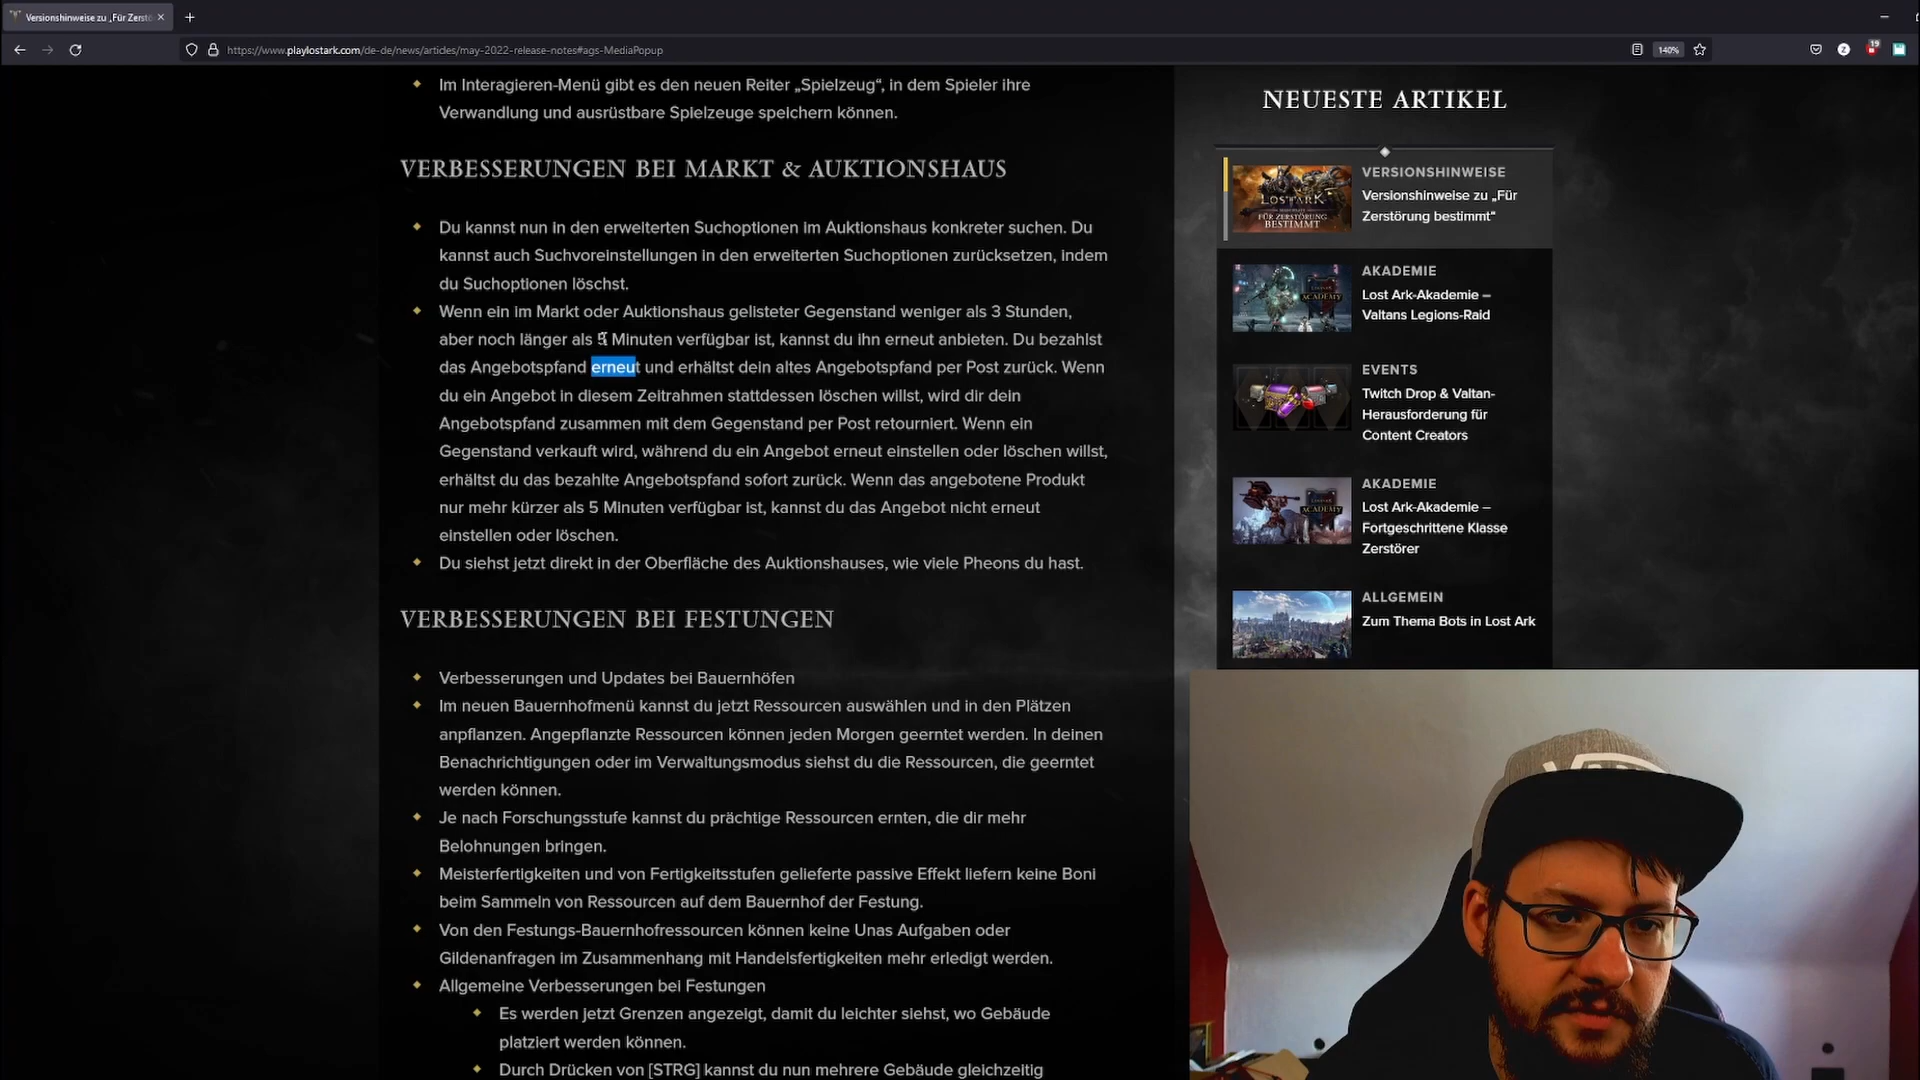 Versionshinweise zu „Für Zerstö
https://www.playlostark.com/de-de/news/articles/may-2022-release-notes#ags-MediaPopup
140%
19
Im Interagieren-Menü gibt es den neuen Reiter „Spielzeug“, in dem Spieler ihre
Verwandlung und ausrüstbare Spielzeuge speichern können.
VERBESSERUNGEN BEI MARKT & AUKTIONSHAUS
Du kannst nun in den erweiterten Suchoptionen im Auktionshaus konkreter suchen. Du
kannst auch Suchvoreinstellungen in den erweiterten Suchoptionen zurücksetzen, indem
du Suchoptionen löschst.
Wenn ein im Markt oder Auktionshaus gelisteter Gegenstand weniger als 3 Stunden,
aber noch länger als 5 Minuten verfügbar ist, kannst du ihn erneut anbieten. Du bezahlst
das Angebotspfand erneut und erhältst dein altes Angebotspfand per Post zurück. Wenn
du ein Angebot in diesem Zeitrahmen stattdessen löschen willst, wird dir dein
Angebotspfand zusammen mit dem Gegenstand per Post retourniert. Wenn ein
Gegenstand verkauft wird, während du ein Angebot erneut einstellen oder löschen willst,
erhältst du das bezahlte Angebotspfand sofort zurück. Wenn das angebotene Produkt
nur mehr kürzer als 5 Minuten verfügbar ist, kannst du das Angebot nicht erneut
einstellen oder löschen.
Du siehst jetzt direkt in der Oberfläche des Auktionshauses, wie viele Pheons du hast.
VERBESSERUNGEN BEI FESTUNGEN
Verbesserungen und Updates bei Bauernhöfen
Im neuen Bauernhofmenü kannst du jetzt Ressourcen auswählen und in den Plätzen
anpflanzen. Angepflanzte Ressourcen können jeden Morgen geerntet werden. In deinen
Benachrichtigungen oder im Verwaltungsmodus siehst du die Ressourcen, die geerntet
werden können.
Je nach Forschungsstufe kannst du prächtige Ressourcen ernten, die dir mehr
Belohnungen bringen.
Meisterfertigkeiten und von Fertigkeitsstufen gelieferte passive Effekt liefern keine Boni
beim Sammeln von Ressourcen auf dem Bauernhof der Festung.
Von den Festungs-Bauernhofressourcen können keine Unas Aufgaben oder
Gildenanfragen im Zusammenhang mit Handelsfertigkeiten mehr erledigt werden.
Allgemeine Verbesserungen bei Festungen
Es werden jetzt Grenzen angezeigt, damit du leichter siehst, wo Gebäude
platziert werden können.
Durch Drücken von [STRG] kannst du nun mehrere Gebäude gleichzeitig
NEUESTE ARTIKEL
LOST ARK
FÜR ZERSTÖRUNG
BESTIMMT
VERSIONSHINWEISE
Versionshinweise zu „Für
Zerstörung bestimmt“
ACADEMY
AKADEMIE
Lost Ark-Akademie –
Valtans Legions-Raid
EVENTS
Twitch Drop & Valtan-
Herausforderung für
Content Creators
ACADEMY
AKADEMIE
Lost Ark-Akademie –
Fortgeschrittene Klasse
Zerstörer
ALLGEMEIN
Zum Thema Bots in Lost Ark